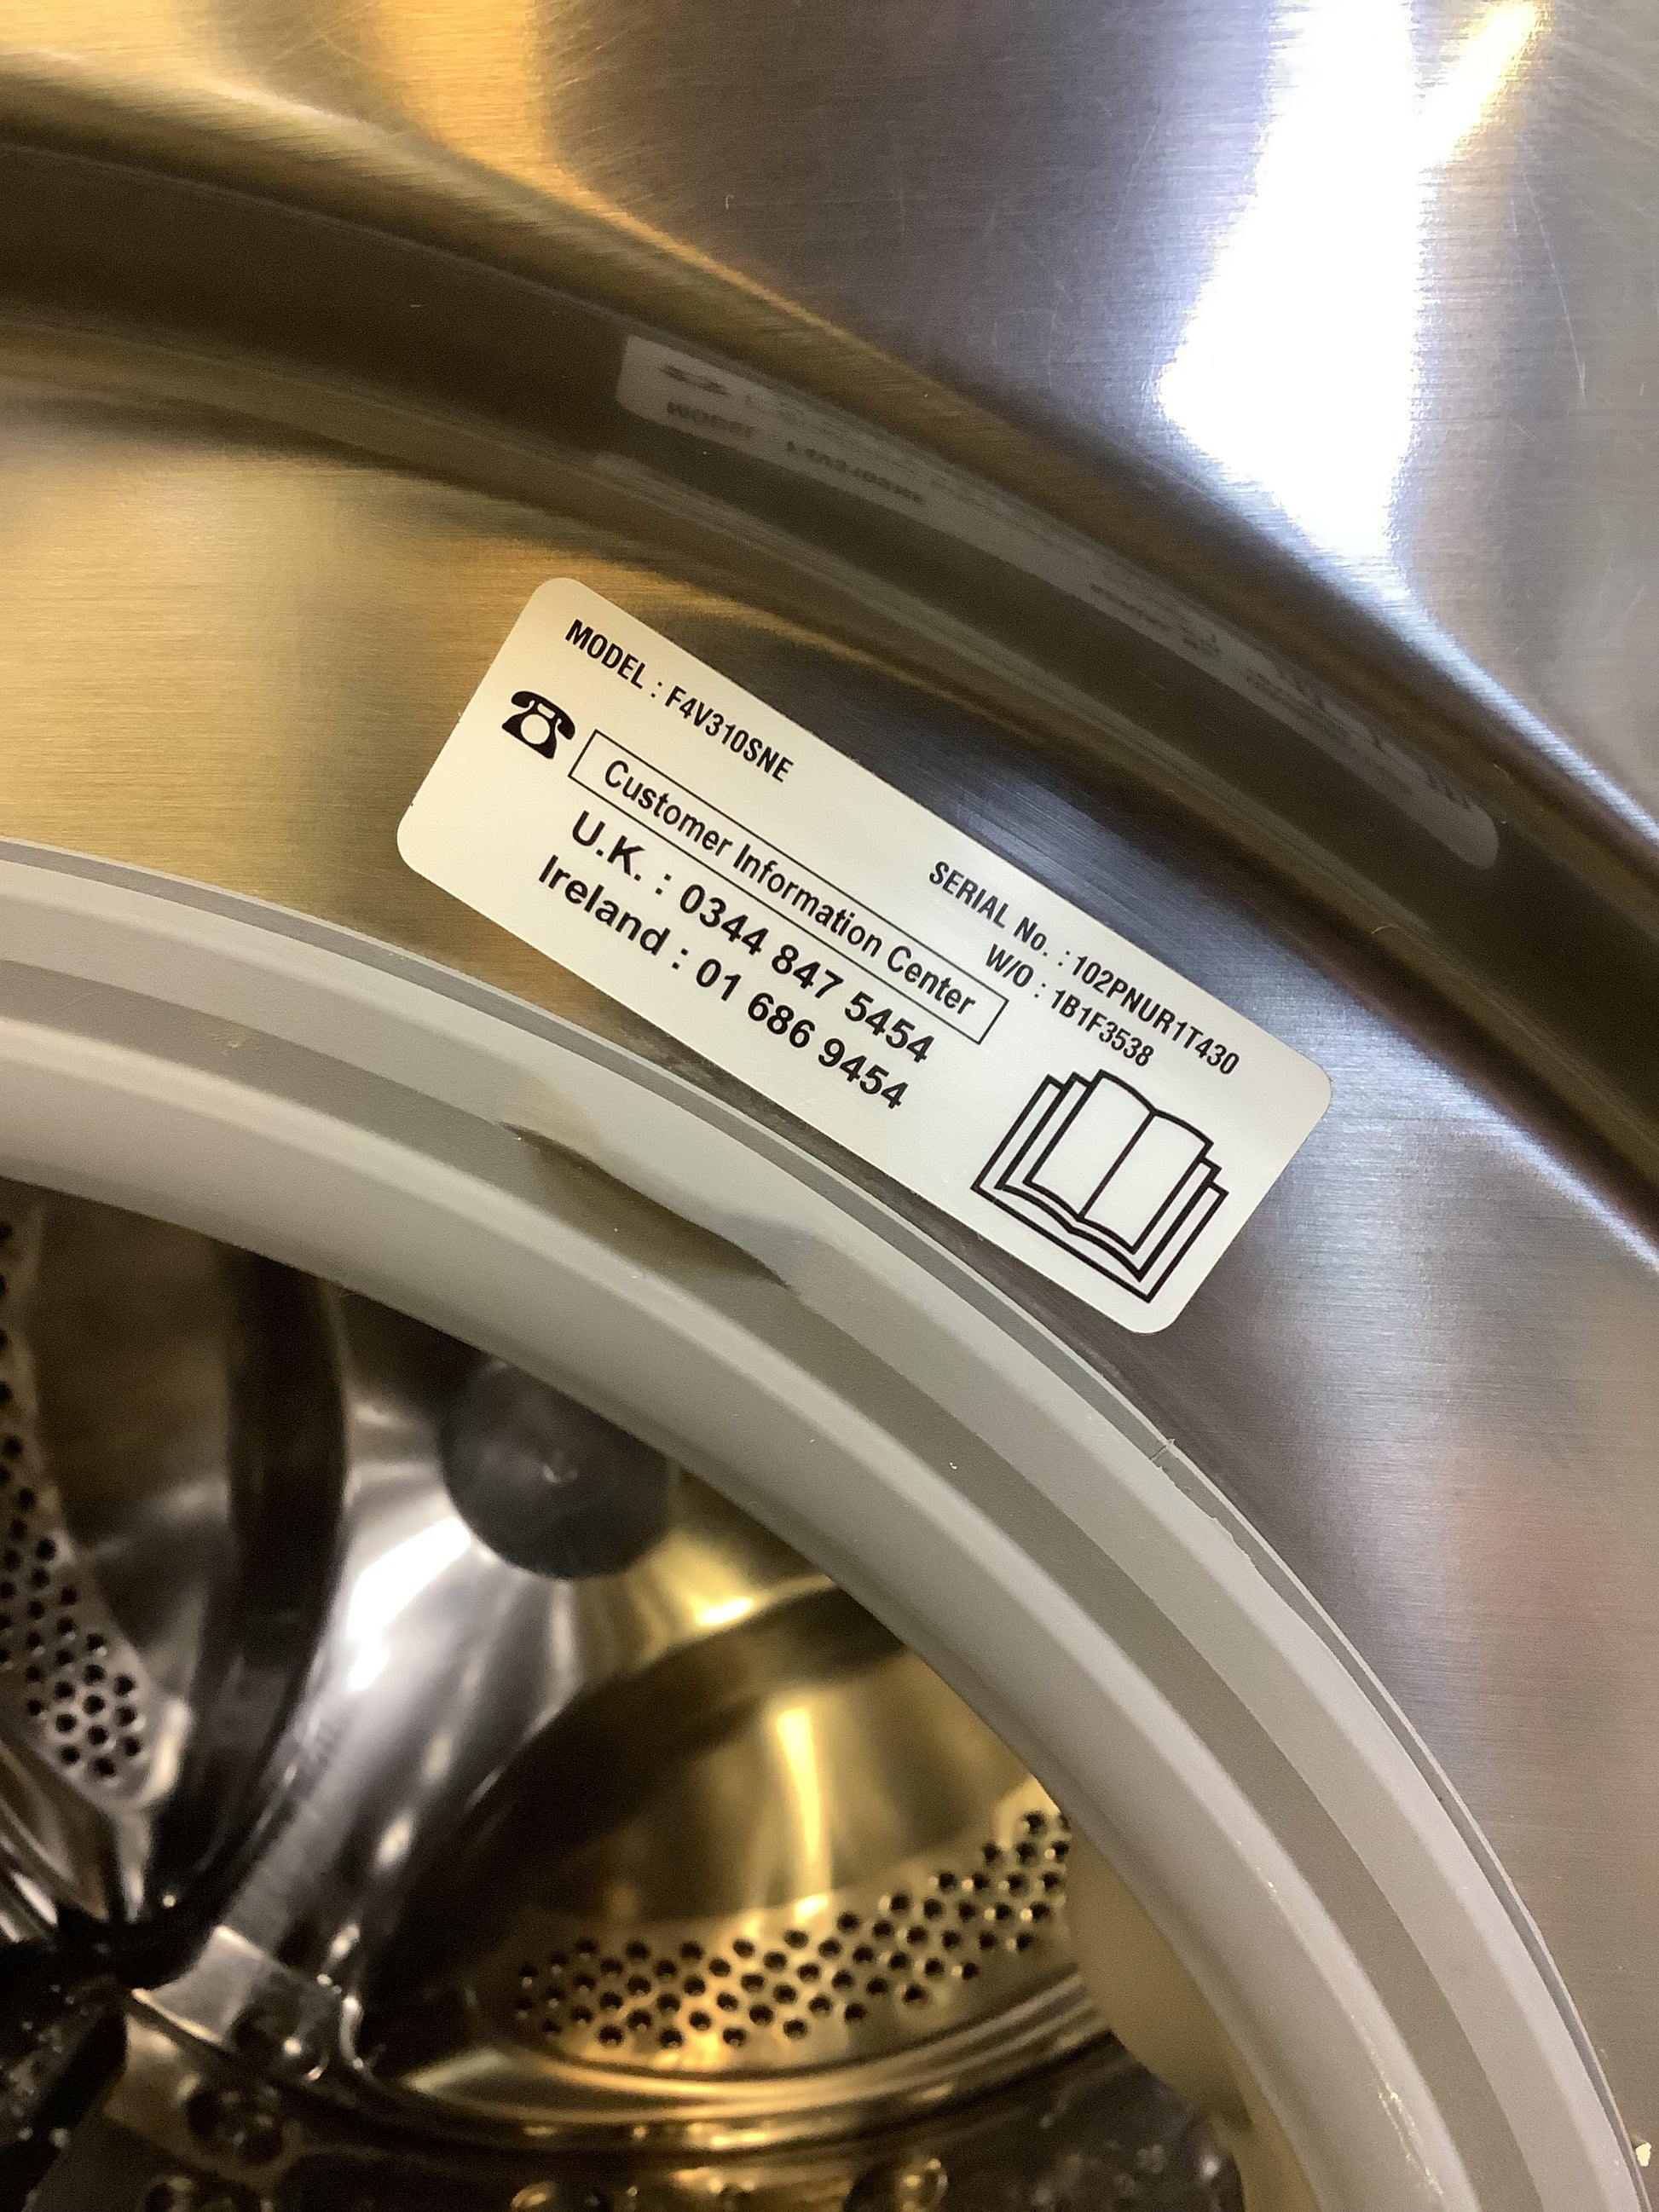 MODEL : F4V310SNE
SERIAL No. : 102PNUR1T430
W/O : 1B1F3538
Customer Information Center
U.K. : 0344 847 5454
Ireland : 01 686 9454